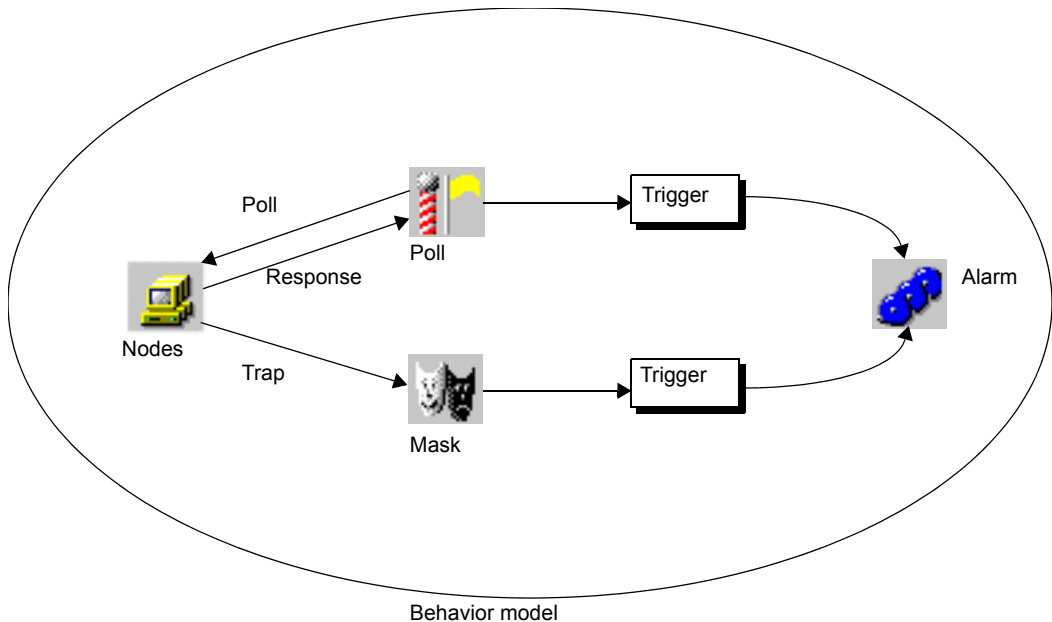 Poll
Poll
Response
Nodes
Trap
Mask
Trigger
Trigger
Alarm
Behavior model